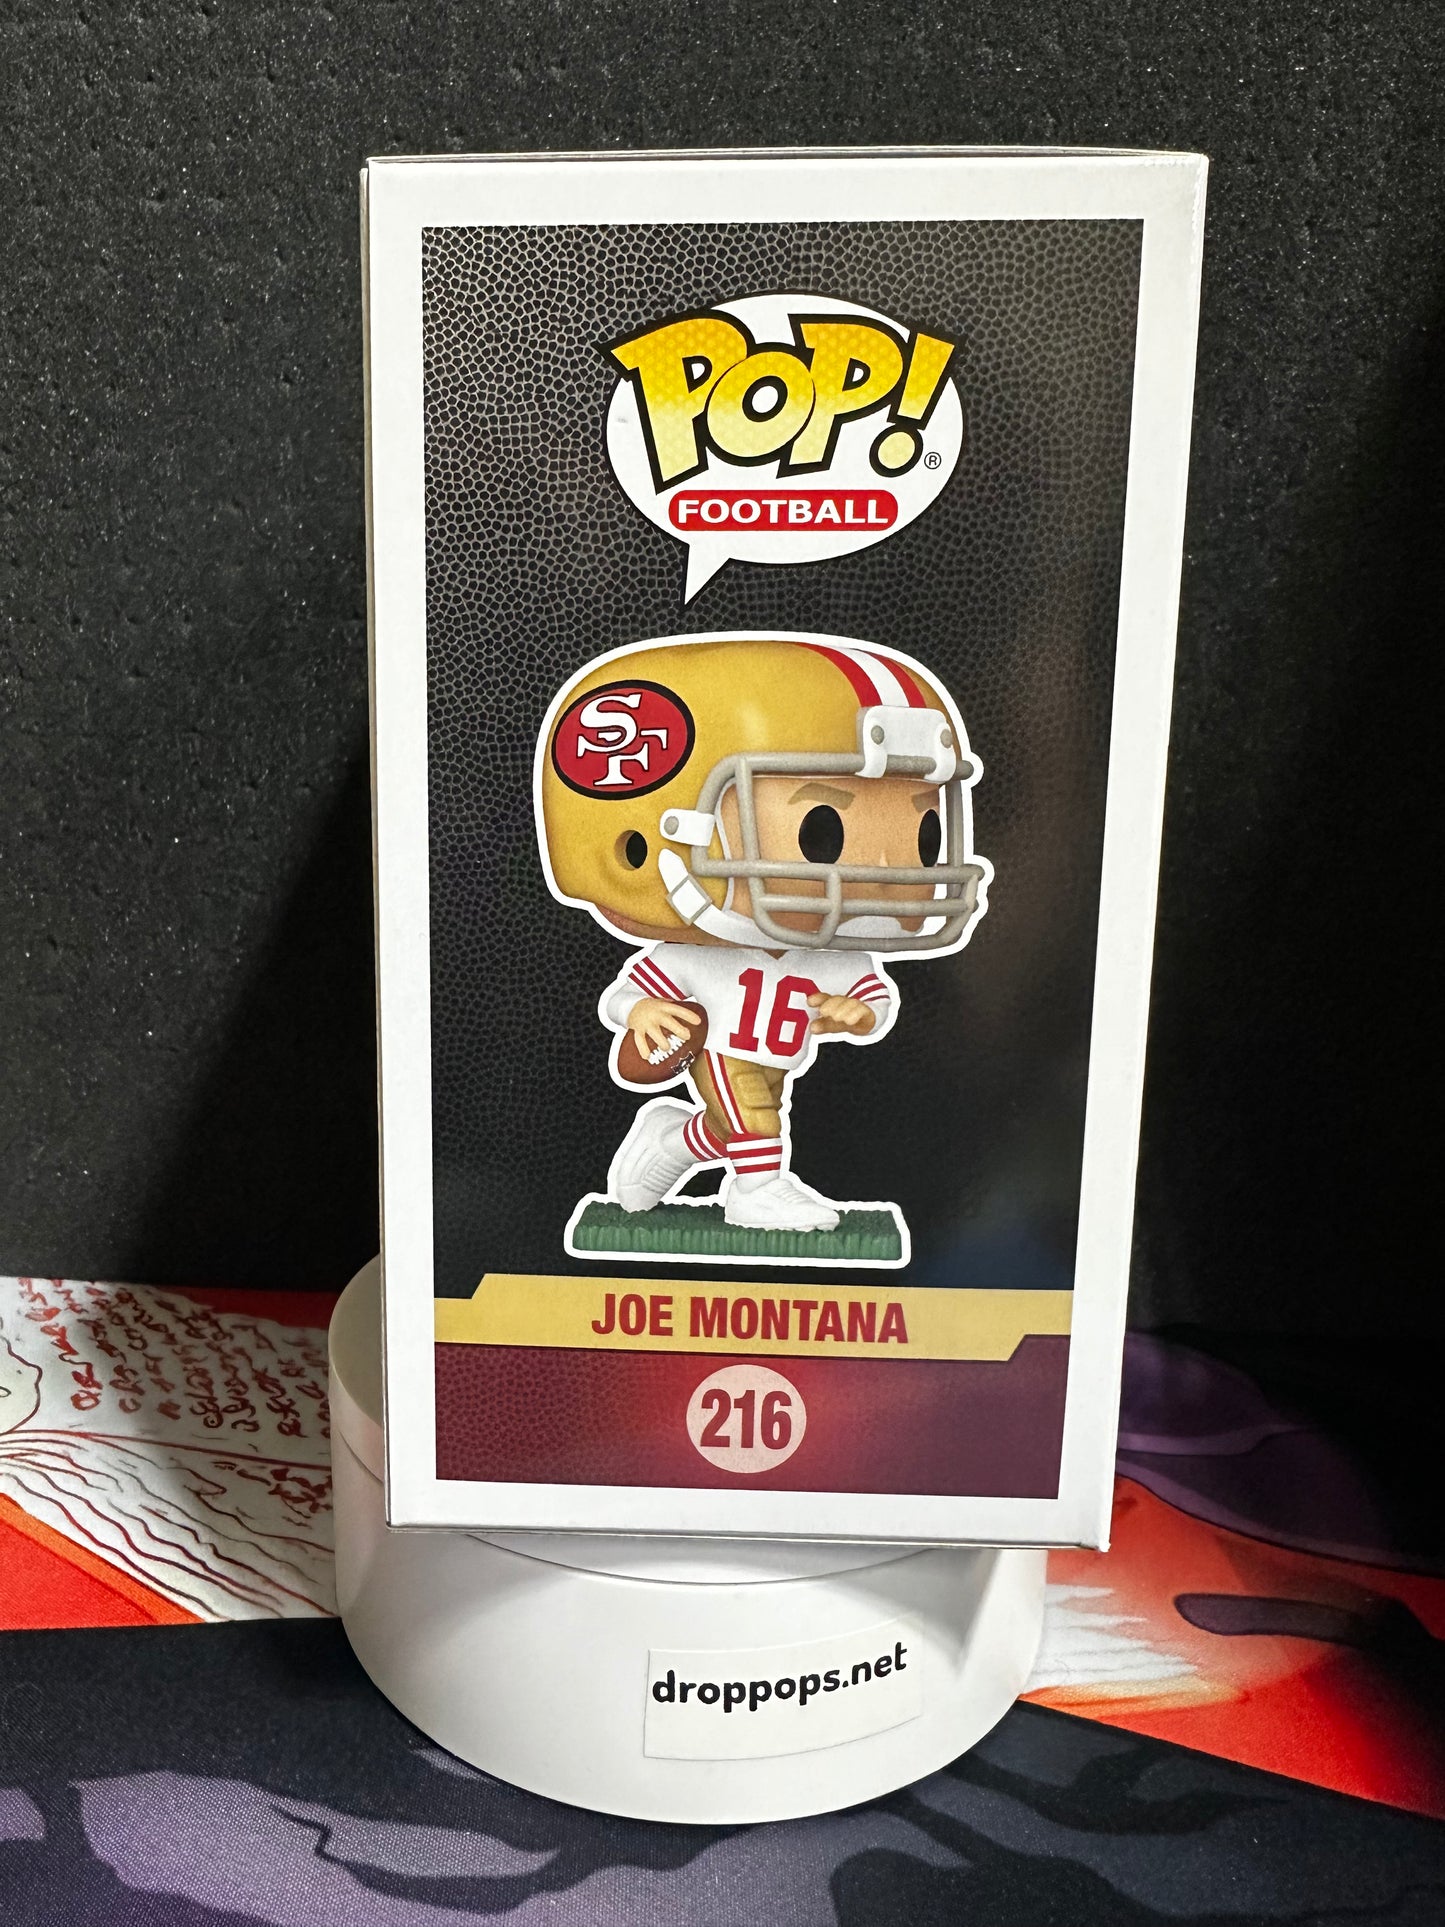 POP!
®
FOOTBALL
SF
16
JOE MONTANA
216
droppops.net